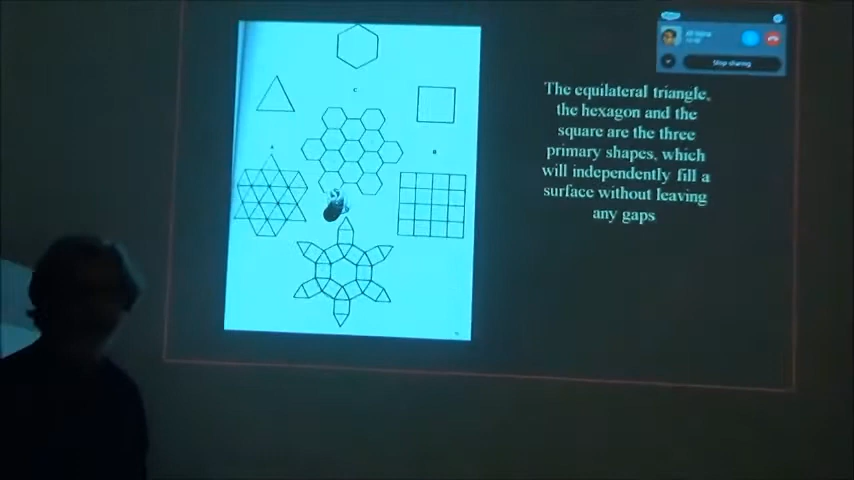 C
A
B
Stop sharing
The equilateral triangle,
the hexagon and the
square are the three
primary shapes, which
will independently fill a
surface without leaving
any gaps